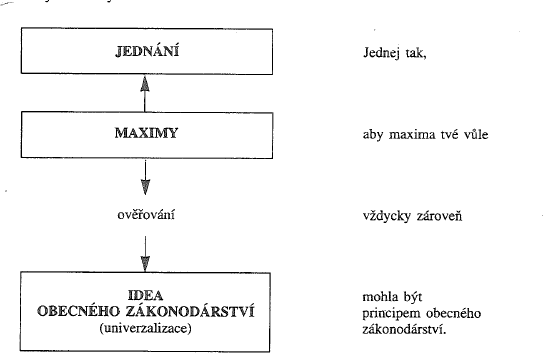 JEDNÁNÍ
Jednej tak,
MAXIMY
aby maxima tvé vůle
ověřování
vždycky zároveň
IDEA
OBECNÉHO ZÁKONODÁRSTVÍ
(univerzalizace)
mohla být
principem obecného
zákonodárství.